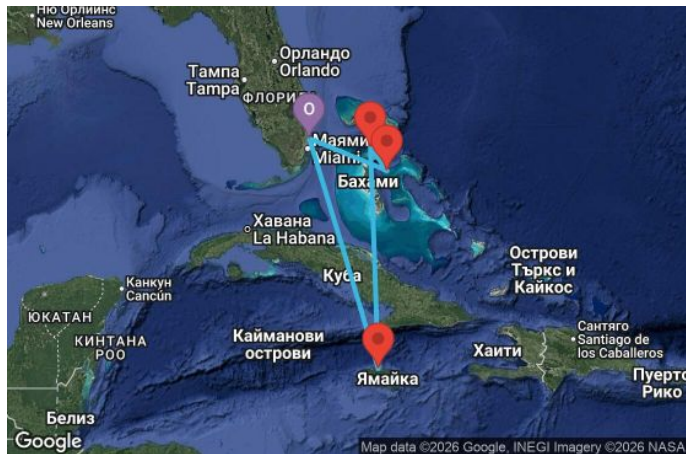 Ню Орлийнс
New Orleans
Орландо
Orlando
Тампа
Tampa
ФЛОРИДА
O
Маями
Miami
Бахами
Хавана
La Habana
Канкун
Cancún
Куба
Острови
Търкс и
Кайкос
ЮКАТАН
КИНТАНА
РОО
Кайманови
острови
Хаити
Сантяго
Santiago de
los Caballeros
Ямайка
Пуерто
Рико
Белиз
Google
Map data ©2026 Google, INEGI Imagery ©2026 NASA